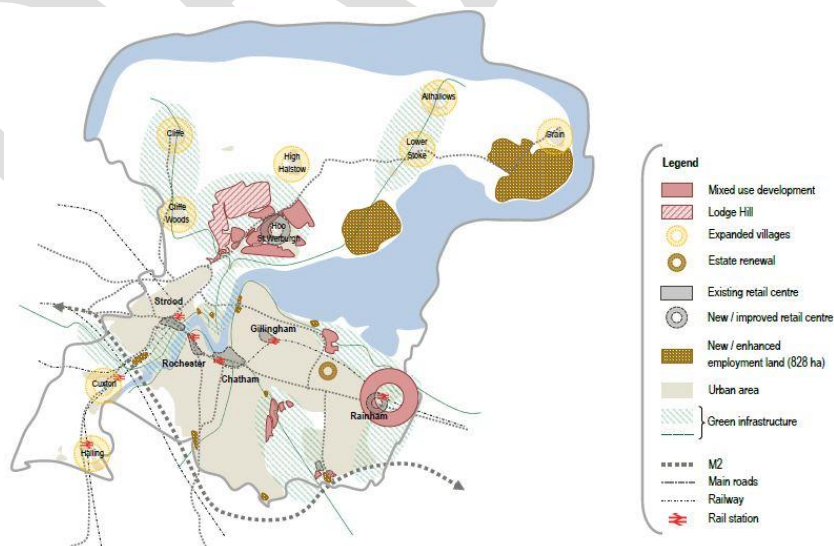 Allhallows
Cliffe
Grain
Lower
Stoke
High
Halstow
Cliffe
Woods
Hoo
St Werburgh
Strood
Gillingham
Rochester
Chatham
Cuxton
Rainham
Halling
Legend
Mixed use development
Lodge Hill
Expanded villages
Estate renewal
Existing retail centre
New / improved retail centre
New / enhanced
employment land (828 ha)
Urban area
Green infrastructure
M2
Main roads
Railway
Rail station